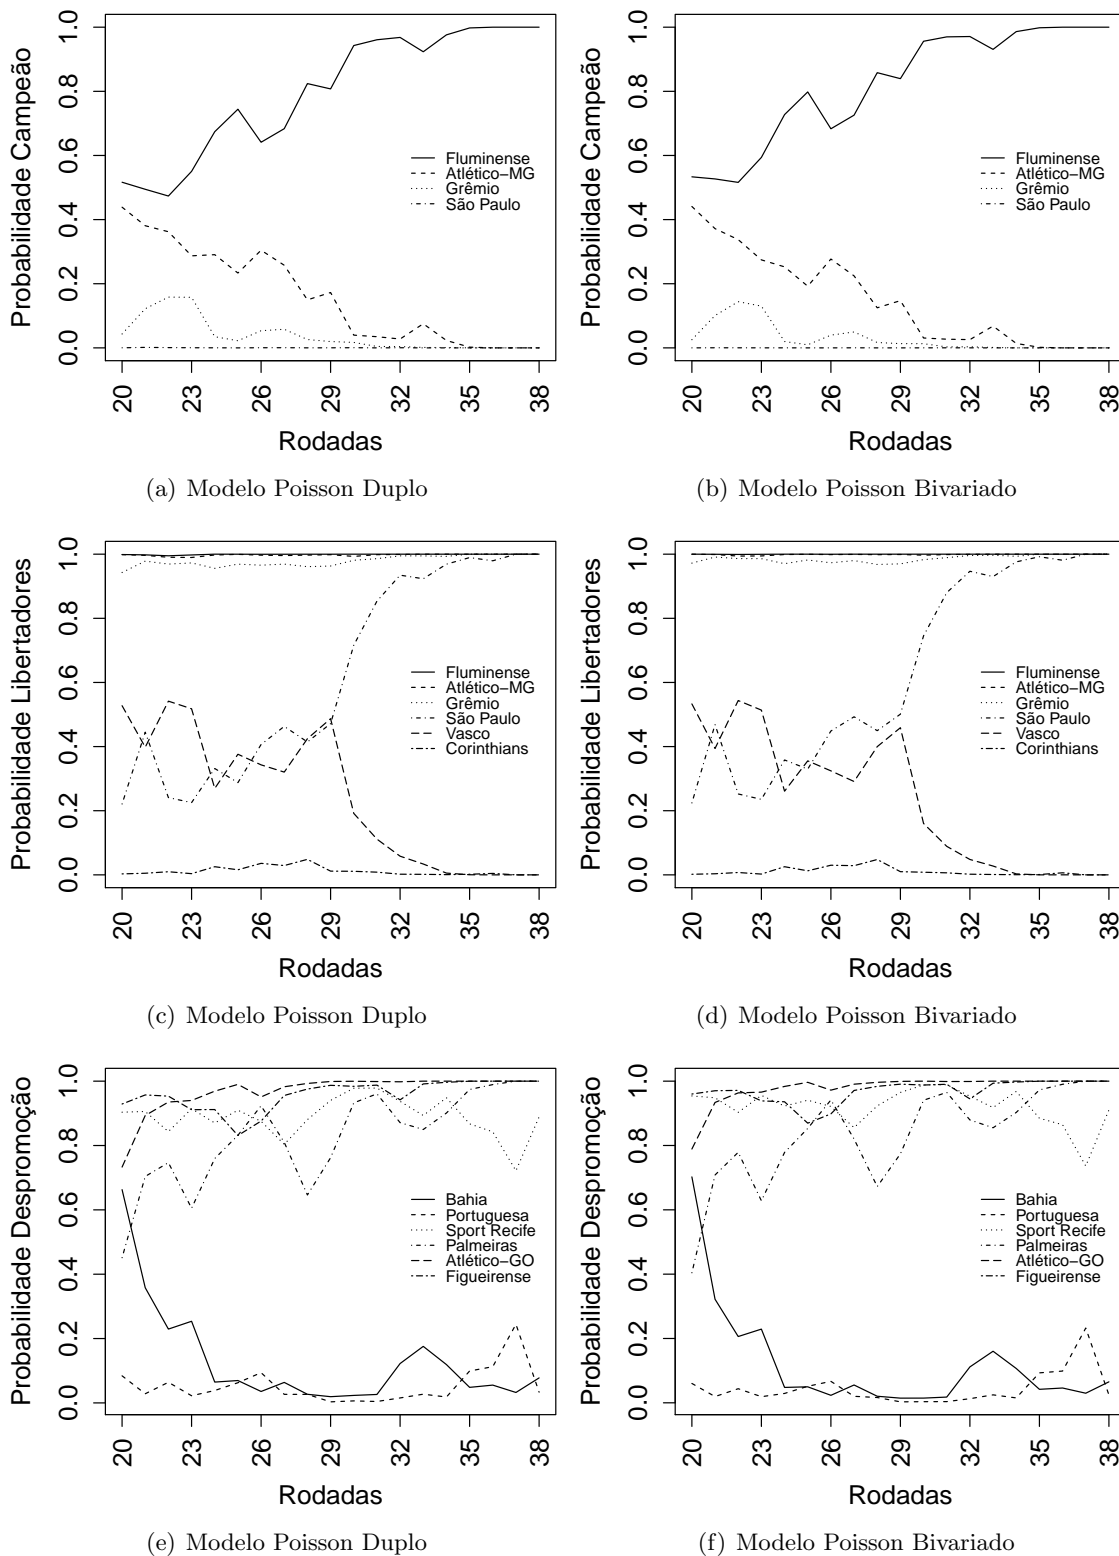 Probabilidade Campeão
1.0
0.8
0.6
0.4
0.2
0.0
Fluminense
Atlético−MG
Grêmio
São Paulo
20
23
26
29
32
35
38
Rodadas
(a) Modelo Poisson Duplo
Probabilidade Campeão
1.0
0.8
0.6
0.4
0.2
0.0
Fluminense
Atlético−MG
Grêmio
São Paulo
20
23
26
29
32
35
38
Rodadas
(b) Modelo Poisson Bivariado
Probabilidade Libertadores
1.0
0.8
0.6
0.4
0.2
0.0
Fluminense
Atlético−MG
Grêmio
São Paulo
Vasco
Corinthians
20
23
26
29
32
35
38
Rodadas
(c) Modelo Poisson Duplo
Probabilidade Libertadores
1.0
0.8
0.6
0.4
0.2
0.0
Fluminense
Atlético−MG
Grêmio
São Paulo
Vasco
Corinthians
20
23
26
29
32
35
38
Rodadas
(d) Modelo Poisson Bivariado
Probabilidade Despromoção
1.0
0.8
0.6
0.4
0.2
0.0
Bahia
Portuguesa
Sport Recife
Palmeiras
Atlético−GO
Figueirense
20
23
26
29
32
35
38
Rodadas
(e) Modelo Poisson Duplo
Probabilidade Despromoção
1.0
0.8
0.6
0.4
0.2
0.0
Bahia
Portuguesa
Sport Recife
Palmeiras
Atlético−GO
Figueirense
20
23
26
29
32
35
38
Rodadas
(f) Modelo Poisson Bivariado